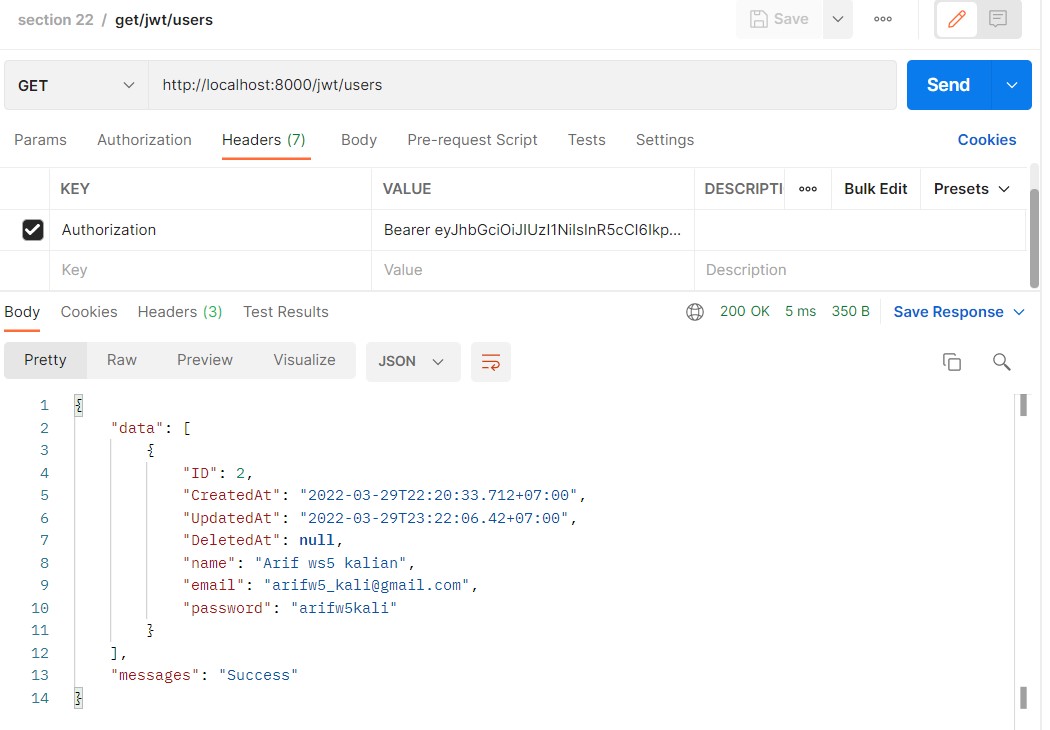 section 22 / get/jwt/users
Save
GET http://localhost:8000/jwt/users Send
Params Authorization Headers (7) Body Pre-request Script Tests Settings Cookies
KEY VALUE DESCRIPTI Bulk Edit Presets
Authorization Bearer eyJhbGciOiJIUzI1NiIsInR5cCI6Ikp...
Key Value Description
Body Cookies Headers (3) Test Results 200 OK 5 ms 350 B Save Response
Pretty Raw Preview Visualize JSON
1 {
2 "data": [
3 {
4 "ID": 2,
5 "CreatedAt": "2022-03-29T22:20:33.712+07:00",
6 "UpdatedAt": "2022-03-29T23:22:06.42+07:00",
7 "DeletedAt": null,
8 "name": "Arif ws5 kalian",
9 "email": "arifw5_kali@gmail.com",
10 "password": "arifw5kali"
11 }
12 ],
13 "messages": "Success"
14 }